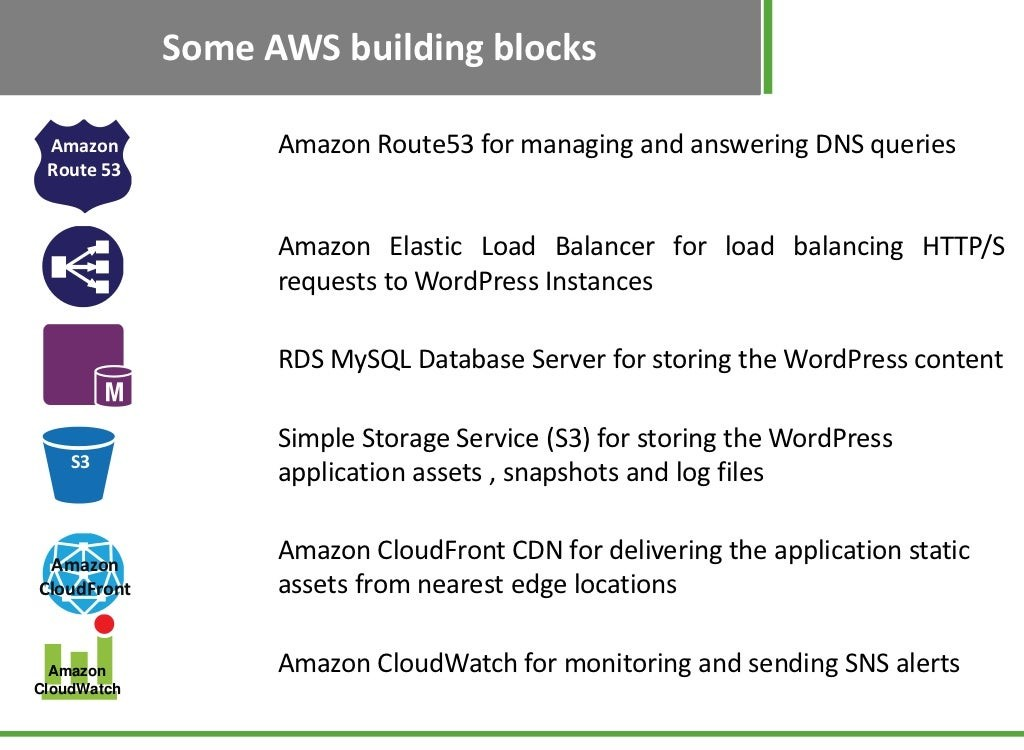 Some AWS building blocks
Amazon
Route 53
Amazon Route53 for managing and answering DNS queries
Amazon Elastic Load Balancer for load balancing HTTP/S
requests to WordPress Instances
M
RDS MySQL Database Server for storing the WordPress content
S3
Simple Storage Service (S3) for storing the WordPress
application assets , snapshots and log files
Amazon
CloudFront
Amazon CloudFront CDN for delivering the application static
assets from nearest edge locations
Amazon
CloudWatch
Amazon CloudWatch for monitoring and sending SNS alerts